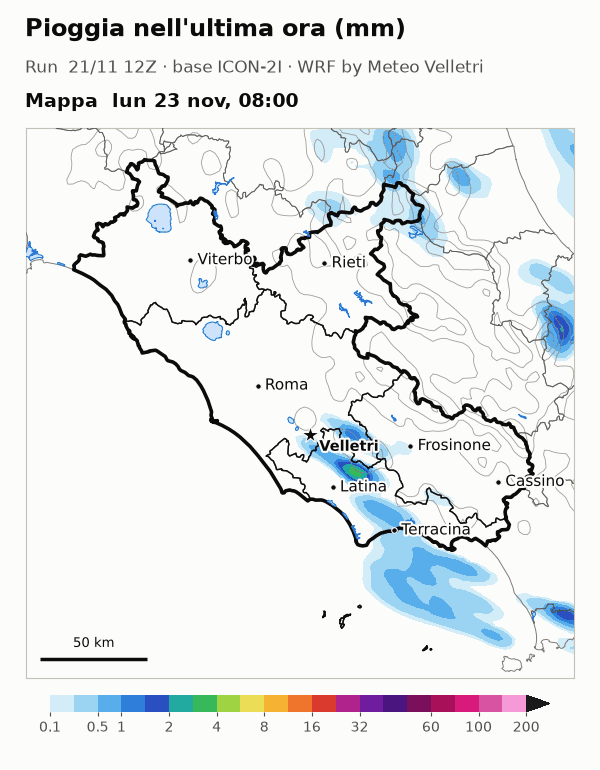 Pioggia nell'ultima ora (mm)
Run 21/11 12Z · base ICON-2I · WRF by Meteo Velletri
Mappa lun 23 nov, 08:00
Viterbo
Rieti
Roma
Velletri
Frosinone
Cassino
Latina
Terracina
50 km
0.1 0.5 1 2 4 8 16 32 60 100 200